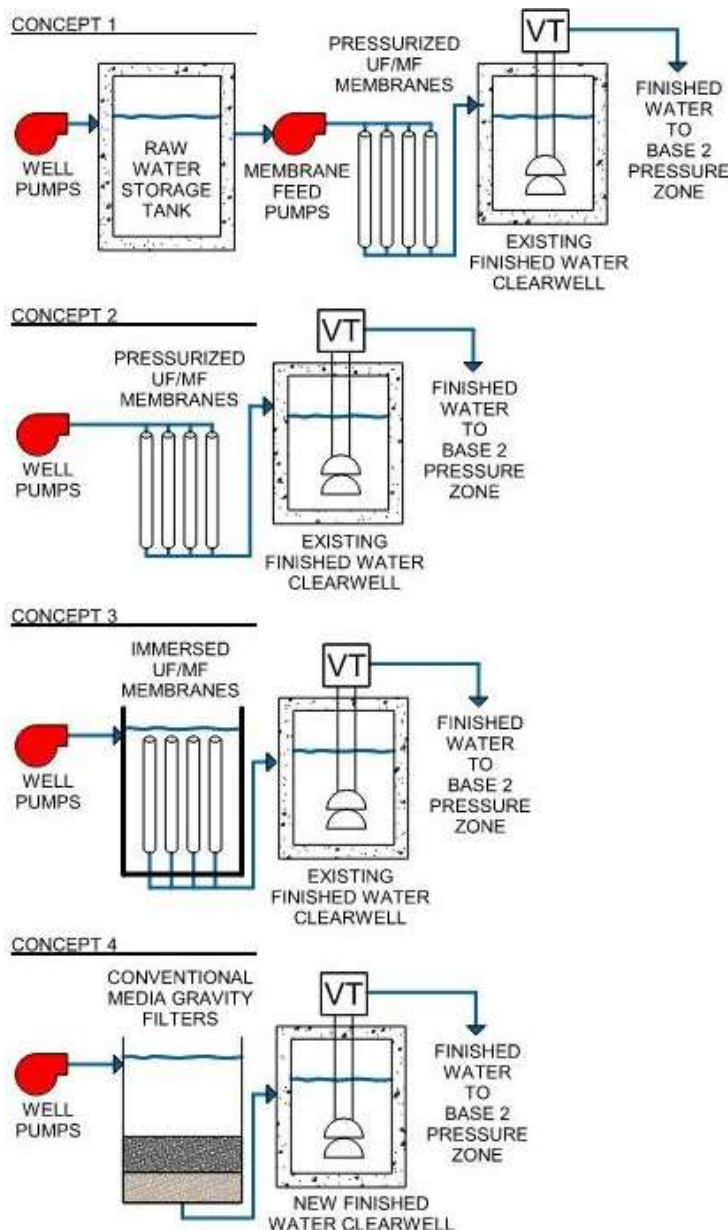 CONCEPT 1
WELL
PUMPS
RAW
WATER
STORAGE
TANK
MEMBRANE
FEED
PUMPS
PRESSURIZED
UF/MF
MEMBRANES
VT
EXISTING
FINISHED WATER
CLEARWELL
FINISHED
WATER
TO
BASE 2
PRESSURE
ZONE
CONCEPT 2
WELL
PUMPS
PRESSURIZED
UF/MF
MEMBRANES
VT
EXISTING
FINISHED WATER
CLEARWELL
FINISHED
WATER
TO
BASE 2
PRESSURE
ZONE
CONCEPT 3
WELL
PUMPS
IMMERSED
UF/MF
MEMBRANES
VT
EXISTING
FINISHED WATER
CLEARWELL
FINISHED
WATER
TO
BASE 2
PRESSURE
ZONE
CONCEPT 4
WELL
PUMPS
CONVENTIONAL
MEDIA GRAVITY
FILTERS
VT
NEW FINISHED
WATER CLEARWELL
FINISHED
WATER
TO
BASE 2
PRESSURE
ZONE